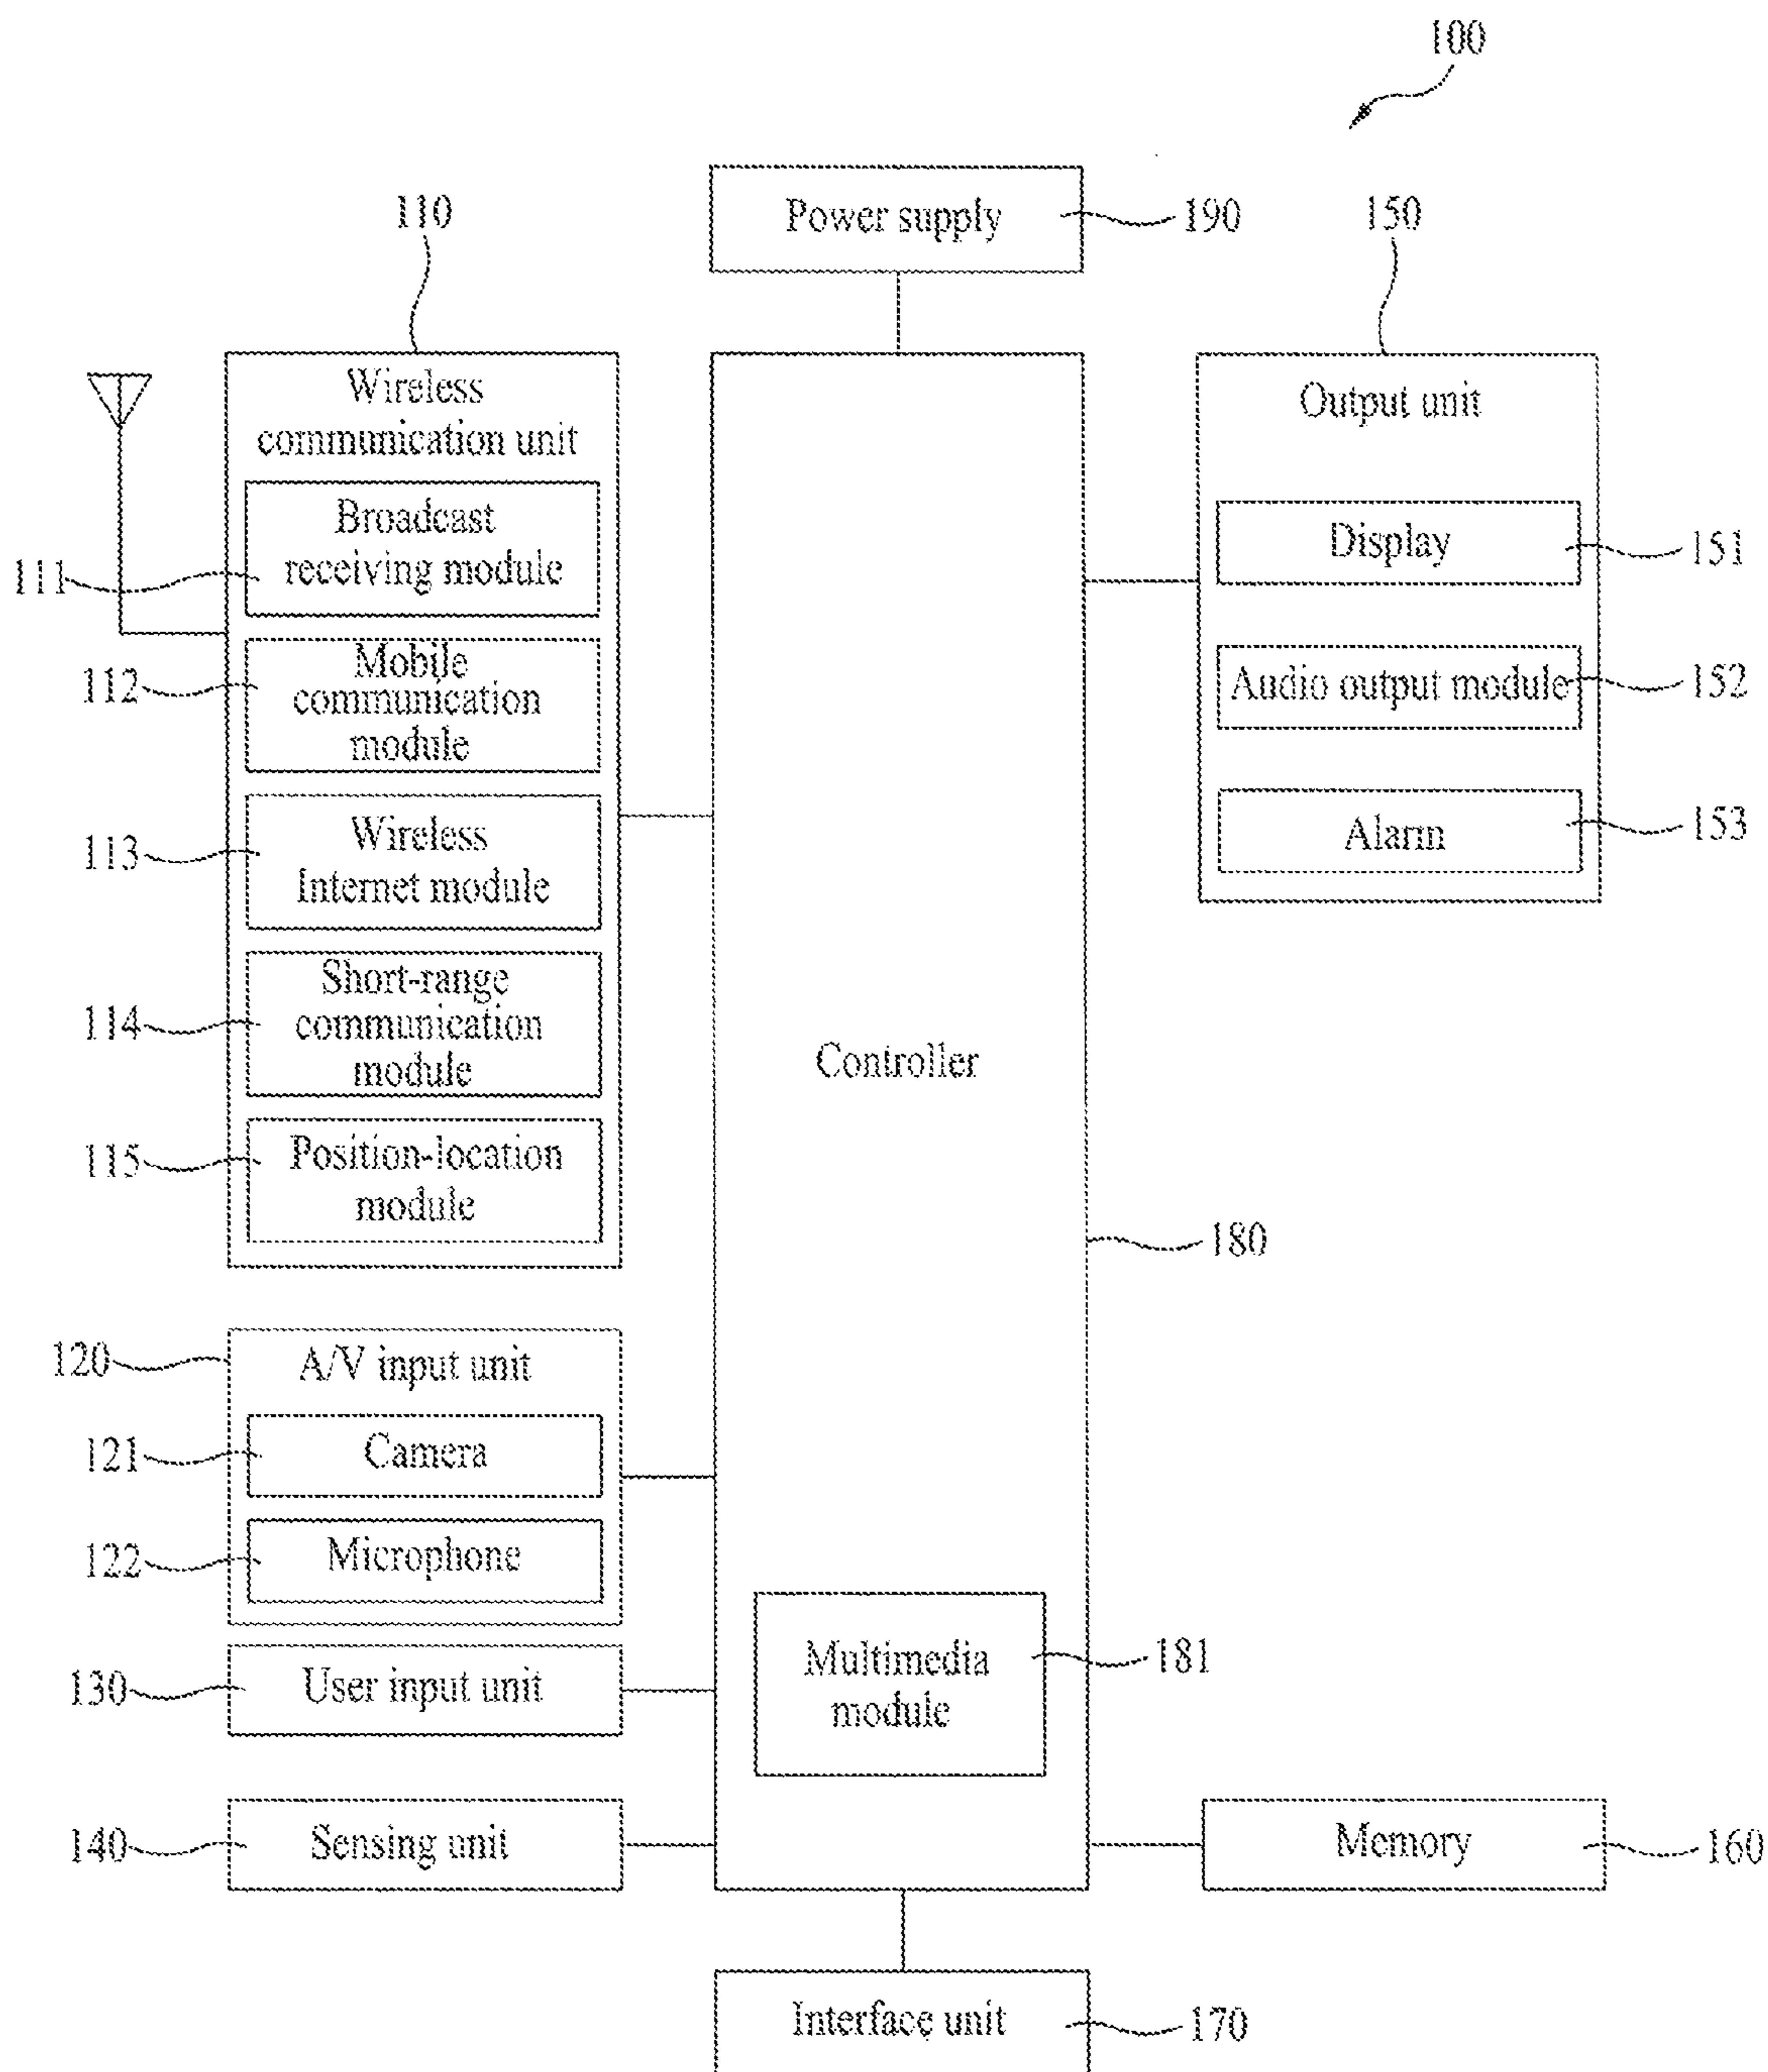 100
Power supply
190
110
150
Wireless
communication unit
Broadcast
receiving module
111
Mobile
communication
module
112
Wireless
Internet module
113
Short-range
communication
module
114
Position-location
module
115
A/V input unit
120
Camera
121
Microphone
122
User input unit
130
Sensing unit
140
Controller
180
Multimedia
module
181
Output unit
Display
151
Audio output module
152
Alarm
153
Memory
160
Interface unit
170